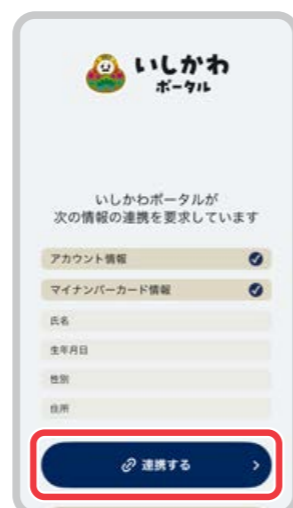 いしかわ
ポータル
いしかわポータルが
次の情報の連携を要求しています
アカウント情報
マイナンバーカード情報
氏名
生年月日
性別
住所
連携する